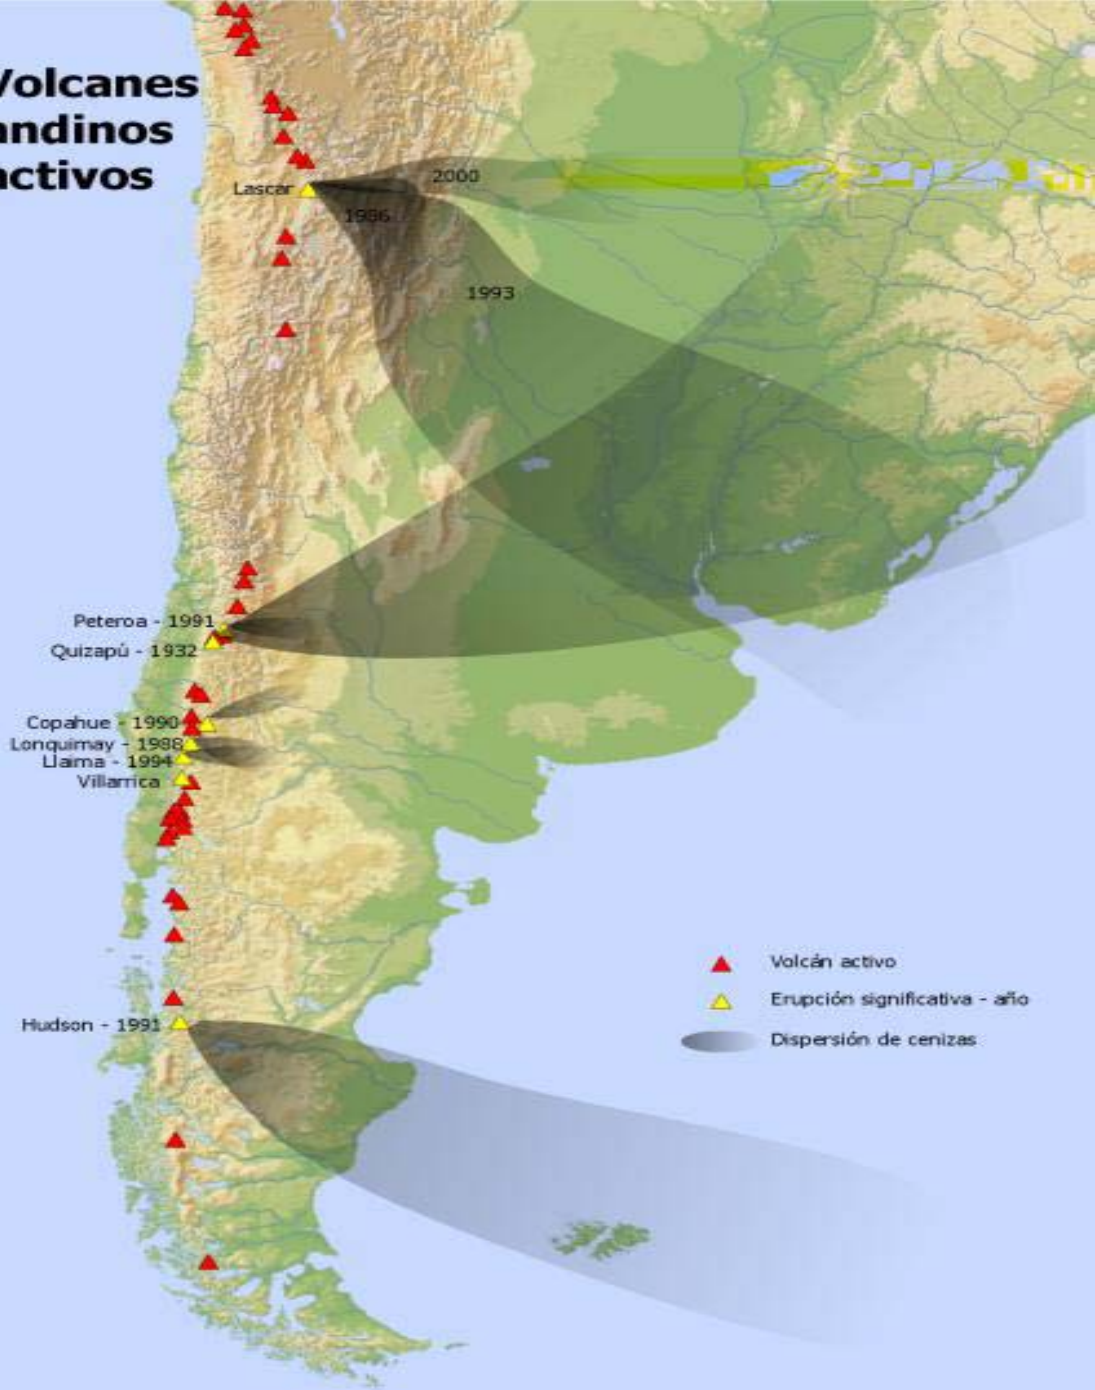 Volcanes
andinos
activos
Lascar
2000
1986
1993
Peteroa - 1991
Quizapú - 1932
Copahue - 1990
Lonquimay - 1988
Llaima - 1994
Villarrica
Hudson - 1991
Volcán activo
Erupción significativa - año
Dispersión de cenizas